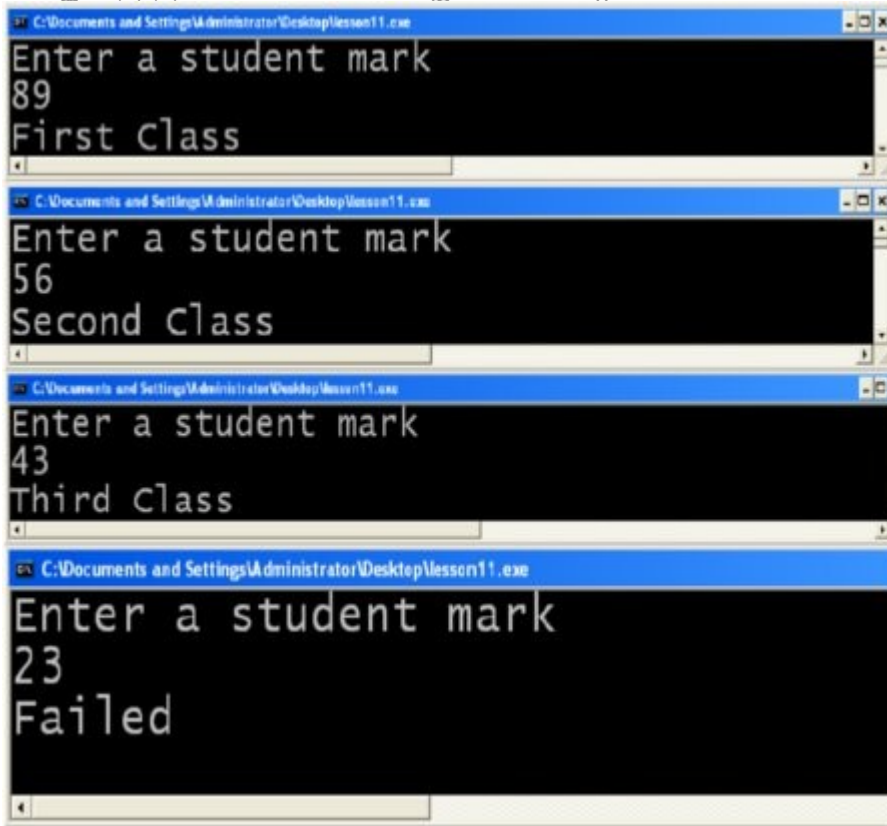 C:\Documents and Settings\Administrator\Desktop\lesson11.exe
Enter a student mark
89
First Class
C:\Documents and Settings\Administrator\Desktop\lesson11.exe
Enter a student mark
56
Second Class
C:\Documents and Settings\Administrator\Desktop\lesson11.exe
Enter a student mark
43
Third Class
C:\Documents and Settings\Administrator\Desktop\lesson11.exe
Enter a student mark
23
Failed